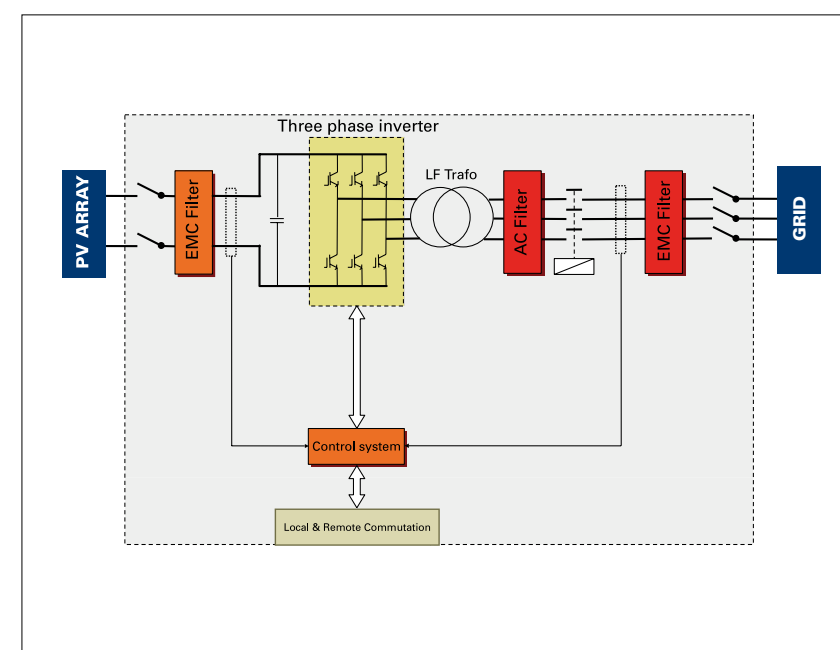 Three phase inverter
PV ARRAY
EMC Filter
LF Trafo
AC Filter
EMC Filter
GRID
Control system
Local & Remote Commutation